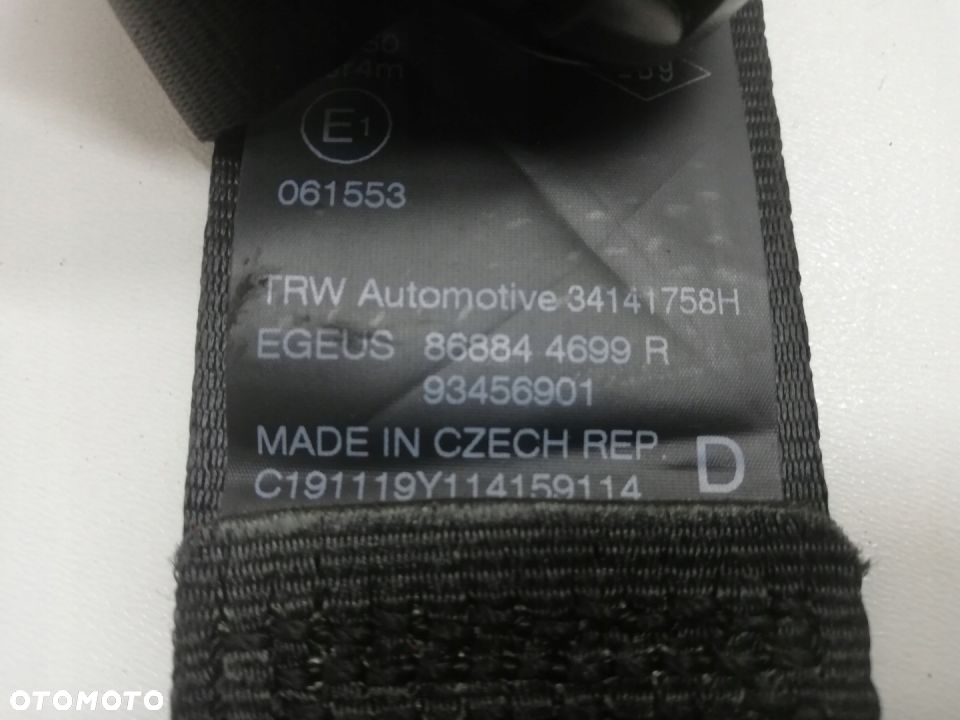 E1
061553
TRW Automotive 34141758H
EGEUS 86884 4699 R
93456901
MADE IN CZECH REP.
D
C191119Y114159114
OTOMOTO